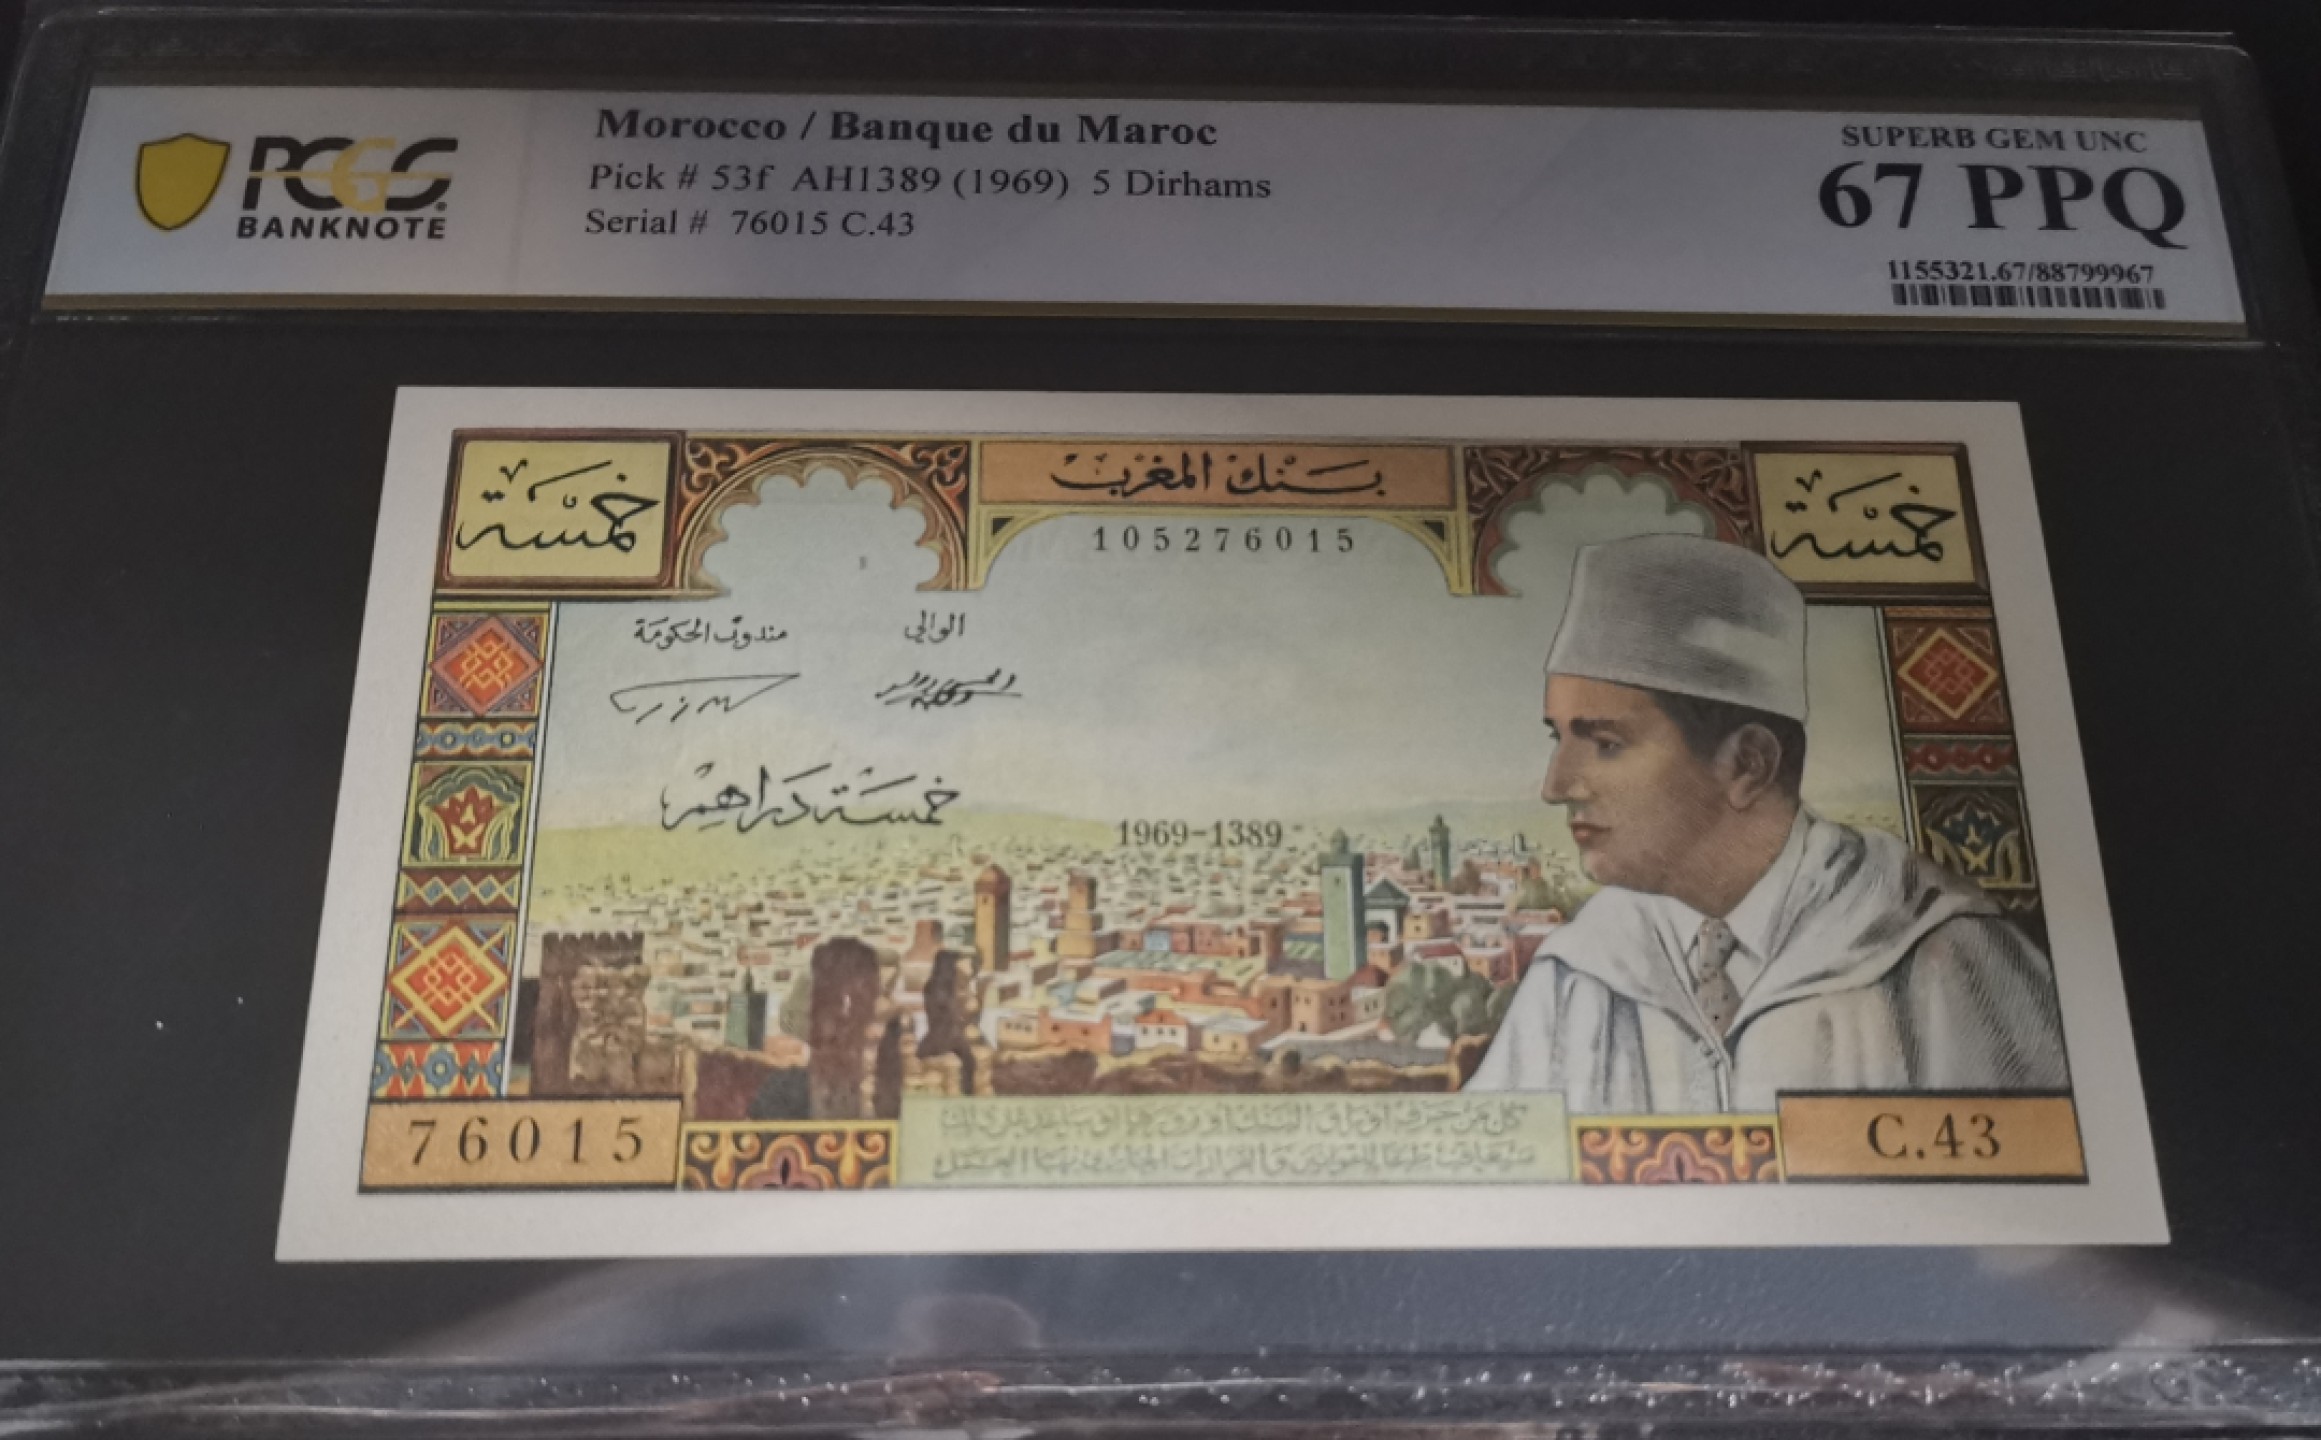 PCGS
BANKNOTE
Morocco / Banque du Maroc
Pick # 53f AH1389 (1969) 5 Dirhams
Serial # 76015 C.43
SUPERB GEM UNC
67 PPQ
1155321.67/88799967
خمسة
بنك المغرب
خمسة
105276015
الوالي
مندوب الحكومة
خمسة دراهم
1969-1389
76015
C.43